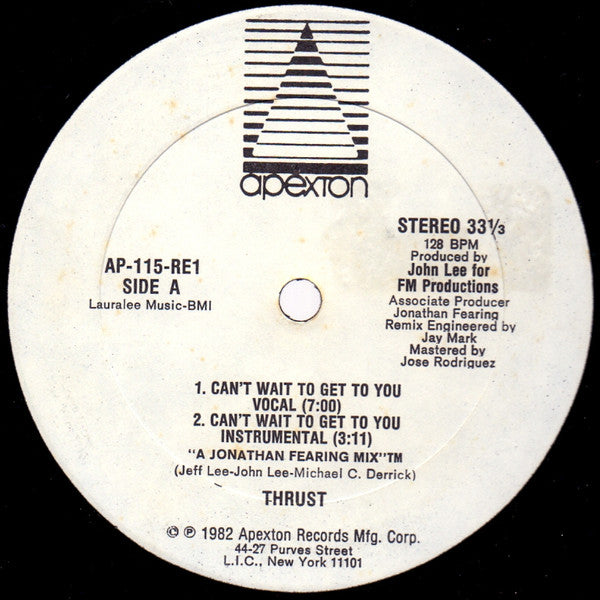 apexton
STEREO 33⅓
128 BPM
Produced by
John Lee for
FM Productions
Associate Producer
Jonathan Fearing
Remix Engineered by
Jay Mark
Mastered by
Jose Rodriguez
AP-115-RE1
SIDE A
Lauralee Music-BMI
1. CAN'T WAIT TO GET TO YOU
VOCAL (7:00)
2. CAN'T WAIT TO GET TO YOU
INSTRUMENTAL (3:11)
"A JONATHAN FEARING MIX"™
(Jeff Lee-John Lee-Michael C. Derrick)
THRUST
© ℗ 1982 Apexton Records Mfg. Corp.
44-27 Purves Street
L.I.C., New York 11101